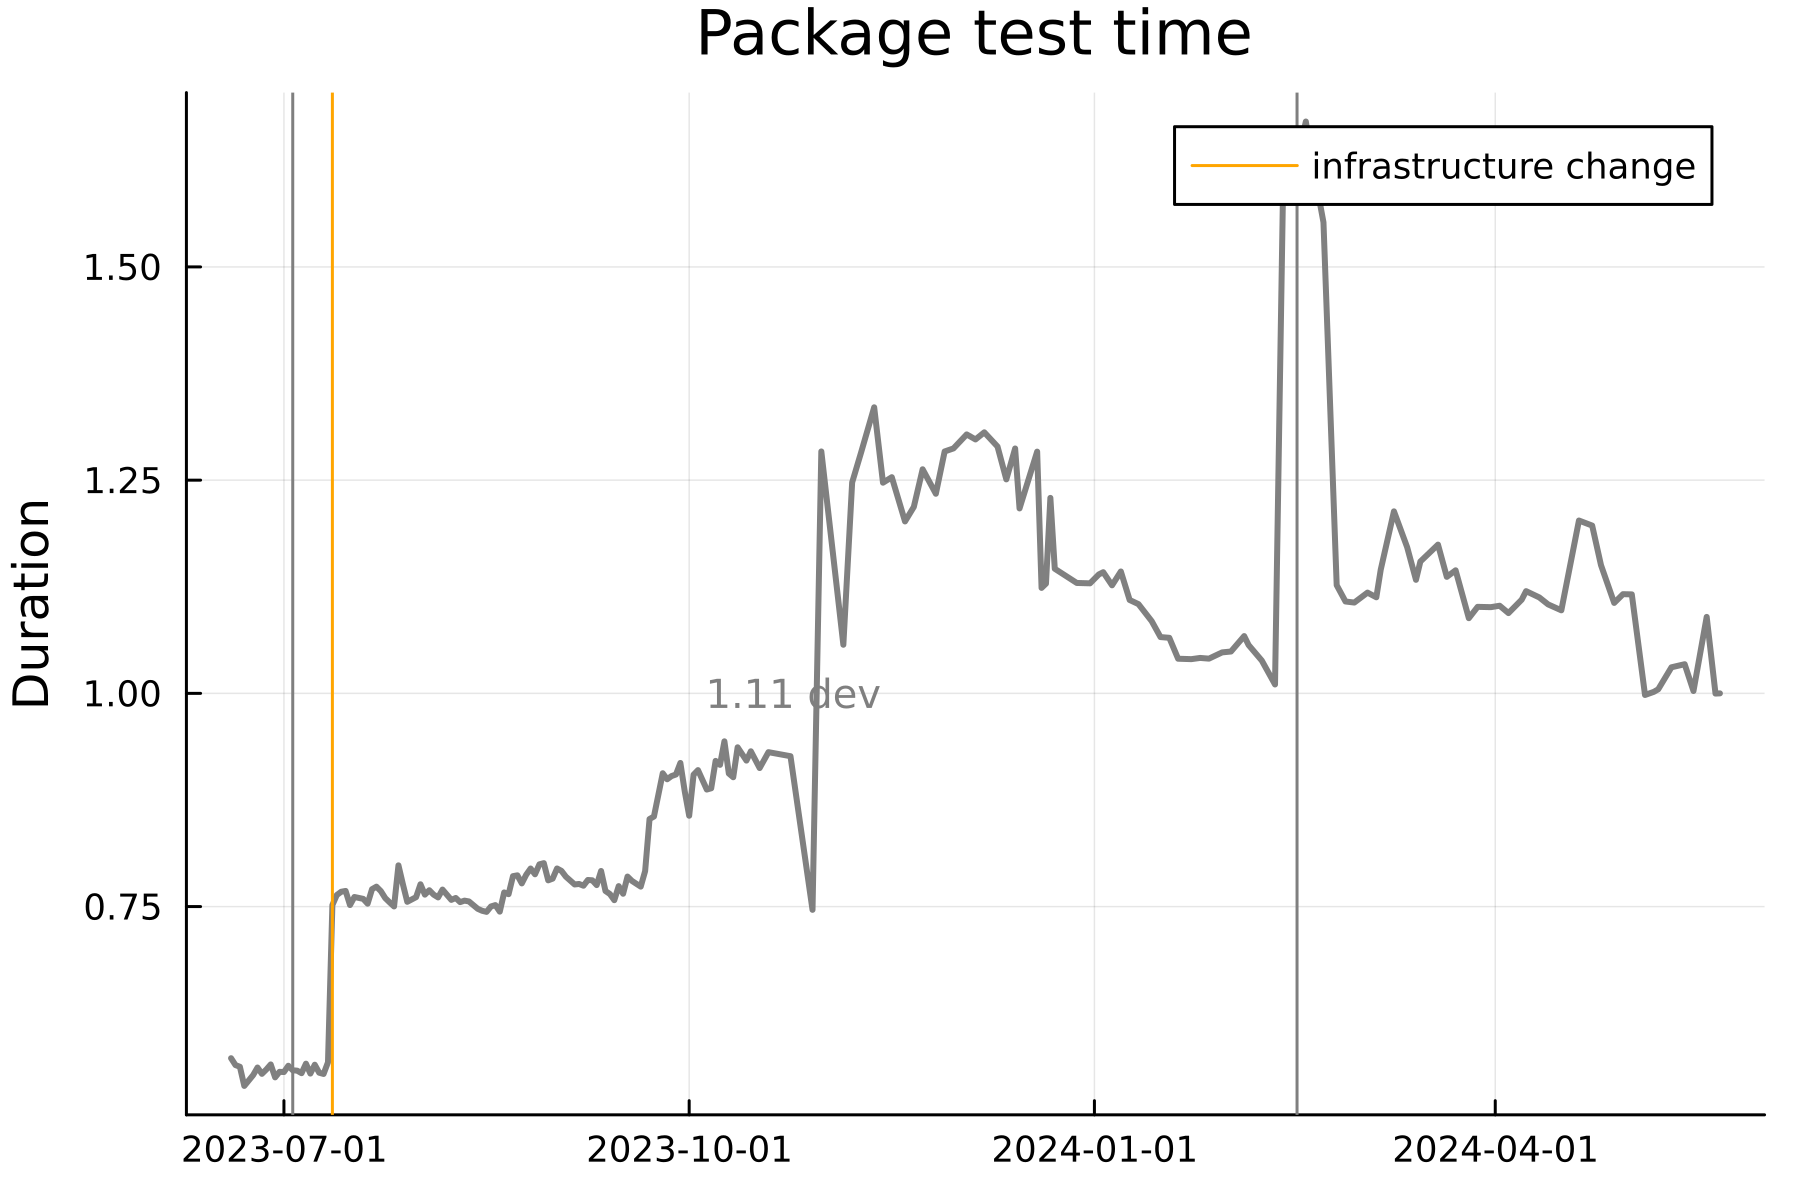 Package test time
infrastructure change
Duration
1.50
1.25
1.00
0.75
1.11 dev
2023-07-01
2023-10-01
2024-01-01
2024-04-01